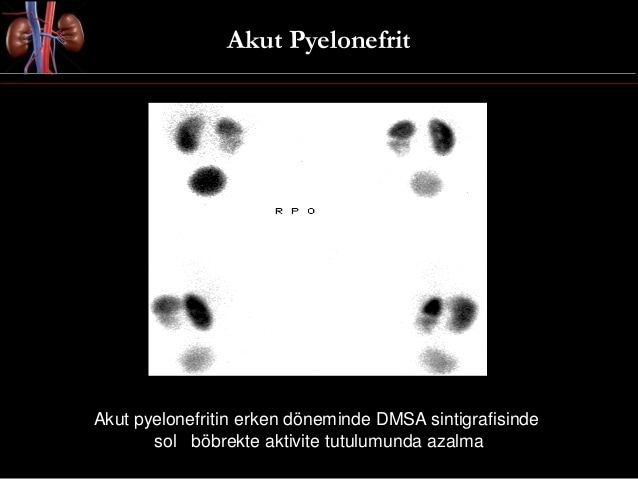 Akut Pyelonefrit
R P O
Akut pyelonefritin erken döneminde DMSA sintigrafisinde
sol böbrekte aktivite tutulumunda azalma